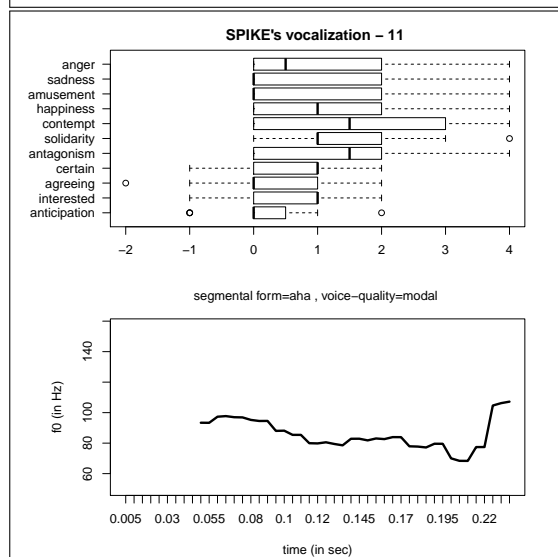 SPIKE's vocalization − 11
anger
sadness
amusement
happiness
contempt
solidarity
antagonism
certain
agreeing
interested
anticipation
−2 −1 0 1 2 3 4
segmental form=aha , voice−quality=modal
f0 (in Hz)
140
100
80
60
0.005 0.03 0.055 0.08 0.1 0.12 0.145 0.17 0.195 0.22
time (in sec)